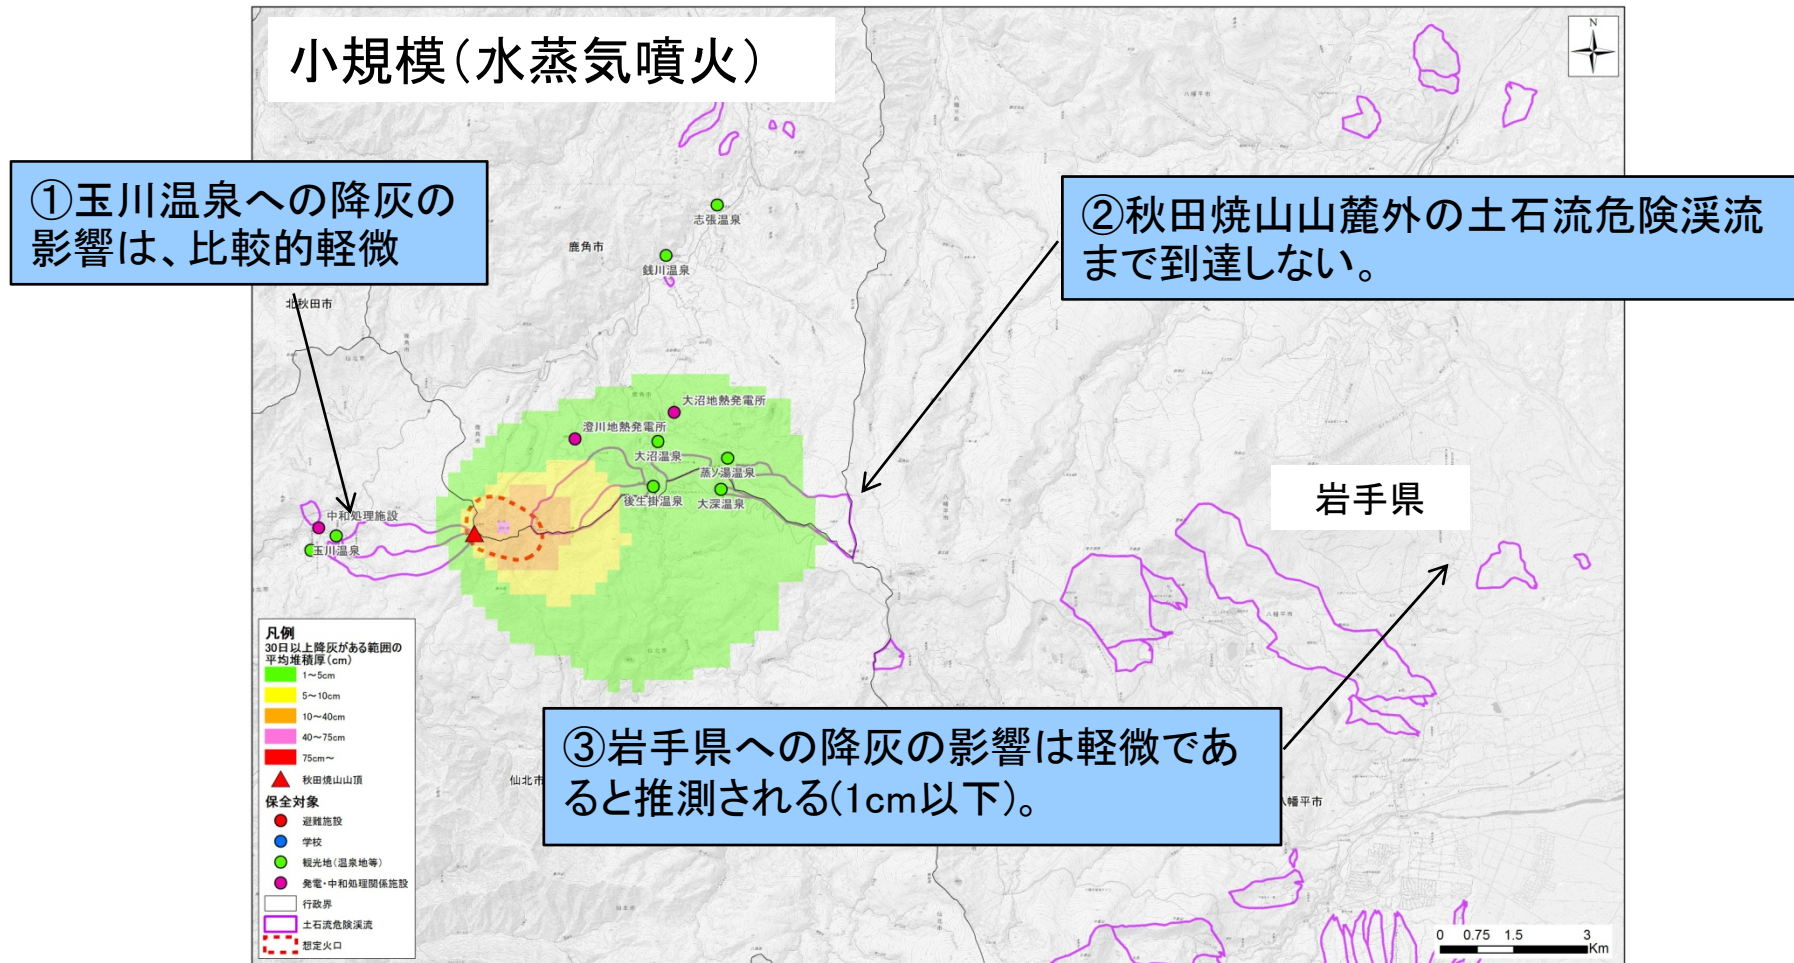 小規模(水蒸気噴火)
N
①玉川温泉への降灰の
影響は、比較的軽微
②秋田焼山山麓外の土石流危険渓流
まで到達しない。
志張温泉
鹿角市
銭川温泉
北秋田市
大沼地熱発電所
澄川地熱発電所
大沼温泉
蒸ノ湯温泉
後生掛温泉
大深温泉
岩手県
中和処理施設
玉川温泉
凡例
30日以上降灰がある範囲の
平均堆積厚(cm)
1~5cm
5~10cm
10~40cm
40~75cm
75cm~
秋田焼山山頂
保全対象
避難施設
学校
観光地(温泉地等)
発電・中和処理関係施設
行政界
土石流危険渓流
想定火口
③岩手県への降灰の影響は軽微であ
ると推測される(1cm以下)。
仙北市
八幡平市
0 0.75 1.5 3
Km